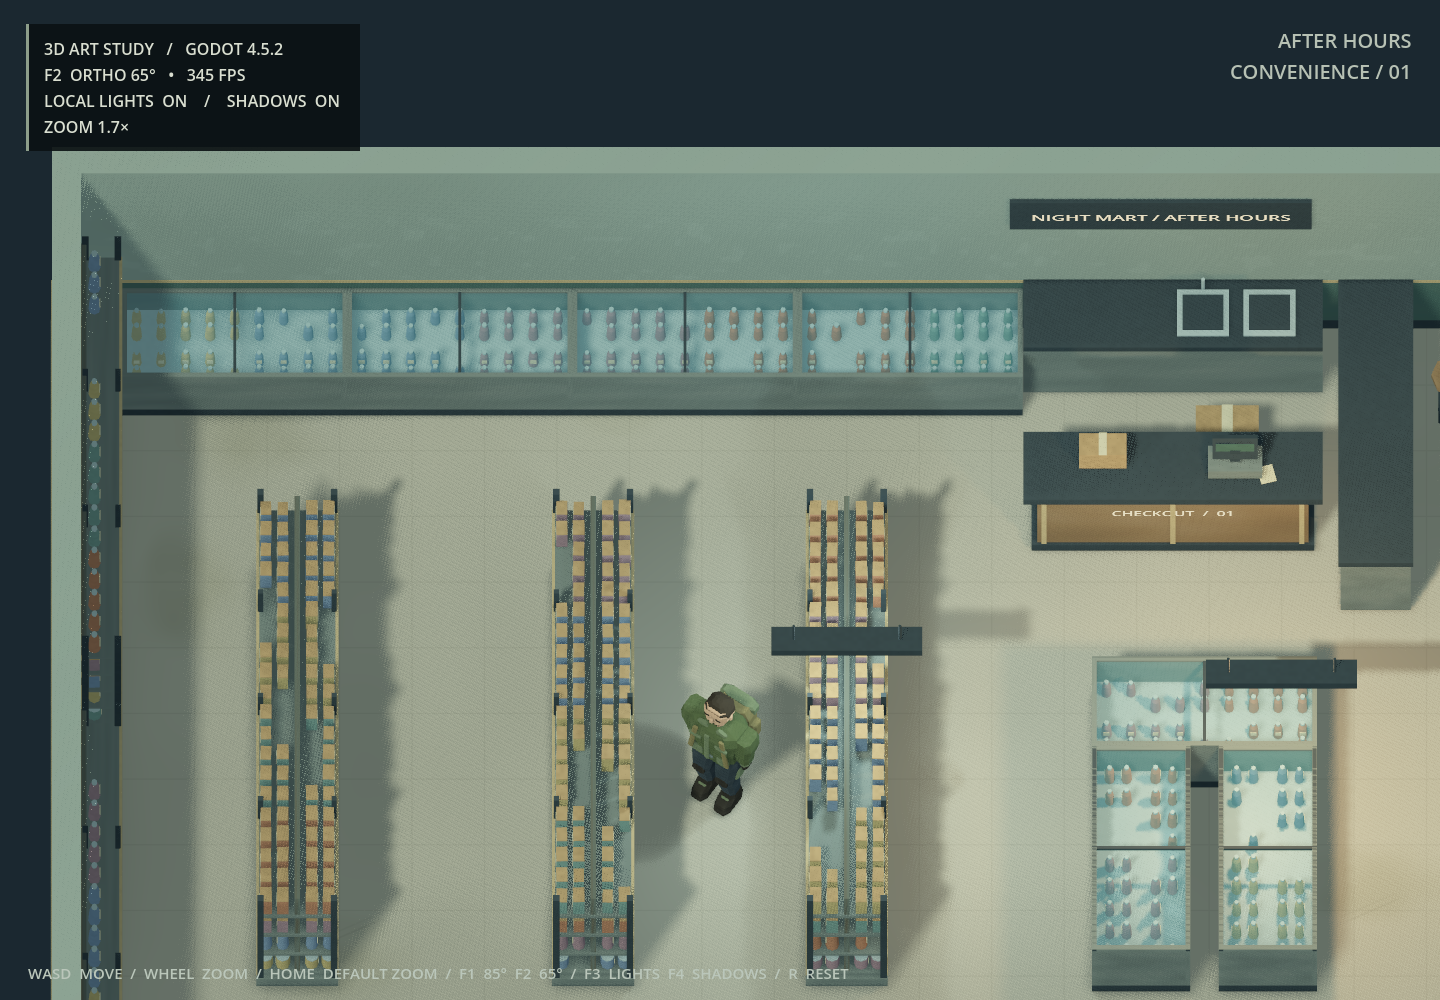 3D ART STUDY / GODOT 4.5.2
F2 ORTHO 65° • 345 FPS
LOCAL LIGHTS ON / SHADOWS ON
ZOOM 1.7×
AFTER HOURS
CONVENIENCE / 01
NIGHT MART / AFTER HOURS
CHECKOUT / 01
WASD MOVE / WHEEL ZOOM / HOME DEFAULT ZOOM / F1 85° F2 65° / F3 LIGHTS F4 SHADOWS / R RESET